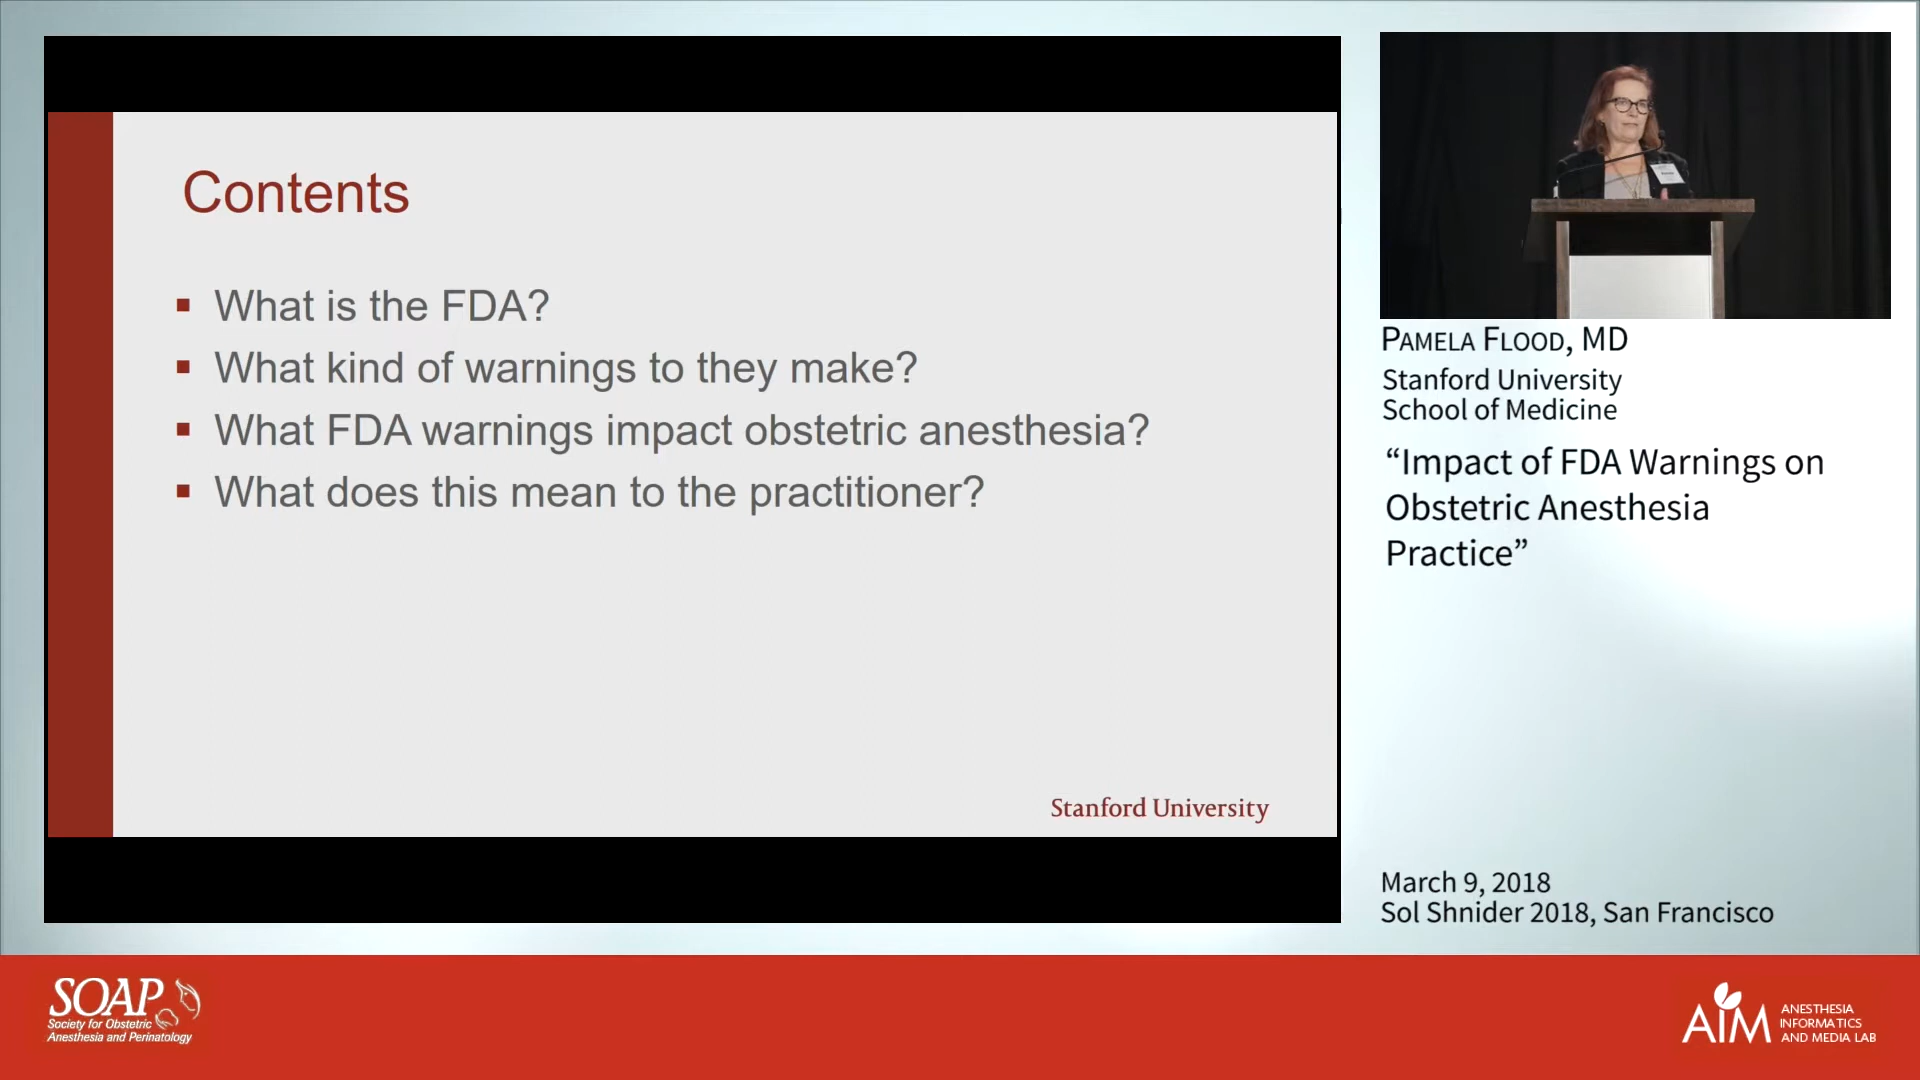 Contents
▪ What is the FDA?
▪ What kind of warnings to they make?
▪ What FDA warnings impact obstetric anesthesia?
▪ What does this mean to the practitioner?
Stanford University
PAMELA FLOOD, MD
Stanford University
School of Medicine
“Impact of FDA Warnings on
Obstetric Anesthesia
Practice”
March 9, 2018
Sol Shnider 2018, San Francisco
SOAP
Society for Obstetric
Anesthesia and Perinatology
AIM
ANESTHESIA
INFORMATICS
AND MEDIA LAB